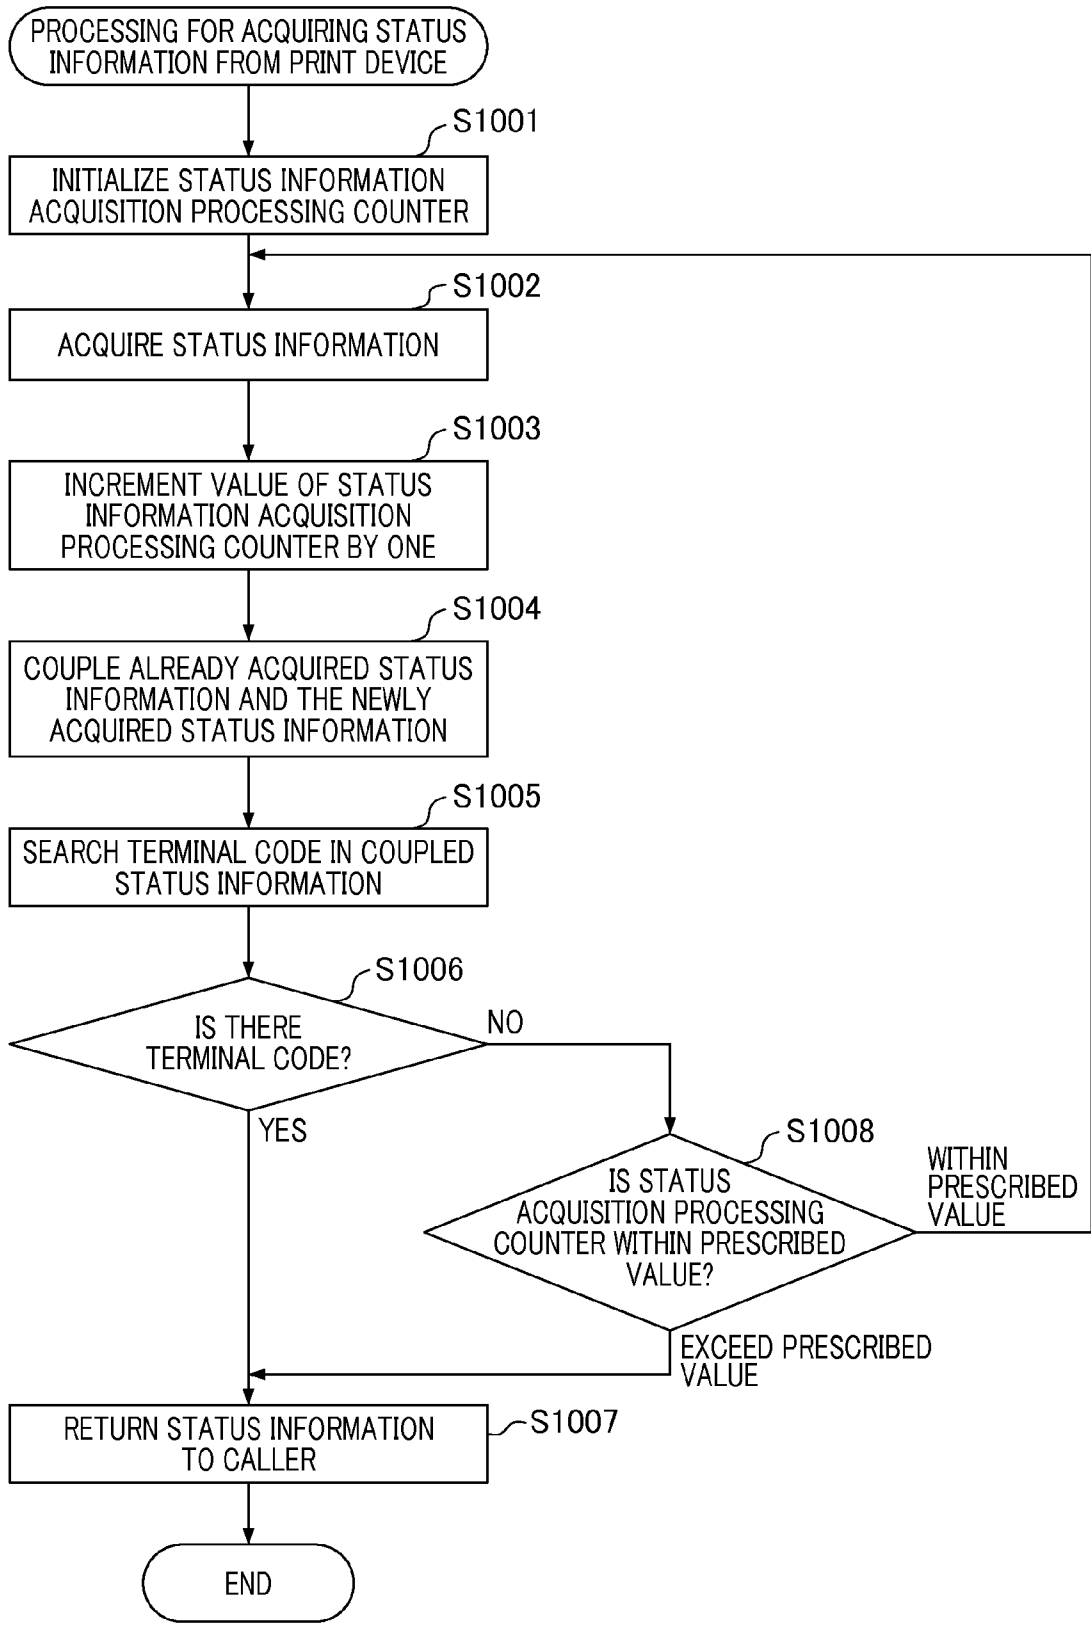 PROCESSING FOR ACQUIRING STATUS
INFORMATION FROM PRINT DEVICE
S1001
INITIALIZE STATUS INFORMATION
ACQUISITION PROCESSING COUNTER
S1002
ACQUIRE STATUS INFORMATION
S1003
INCREMENT VALUE OF STATUS
INFORMATION ACQUISITION
PROCESSING COUNTER BY ONE
S1004
COUPLE ALREADY ACQUIRED STATUS
INFORMATION AND THE NEWLY
ACQUIRED STATUS INFORMATION
S1005
SEARCH TERMINAL CODE IN COUPLED
STATUS INFORMATION
S1006
IS THERE
TERMINAL CODE?
NO
YES
S1008
IS STATUS
ACQUISITION PROCESSING
COUNTER WITHIN PRESCRIBED
VALUE?
WITHIN
PRESCRIBED
VALUE
EXCEED PRESCRIBED
VALUE
S1007
RETURN STATUS INFORMATION
TO CALLER
END